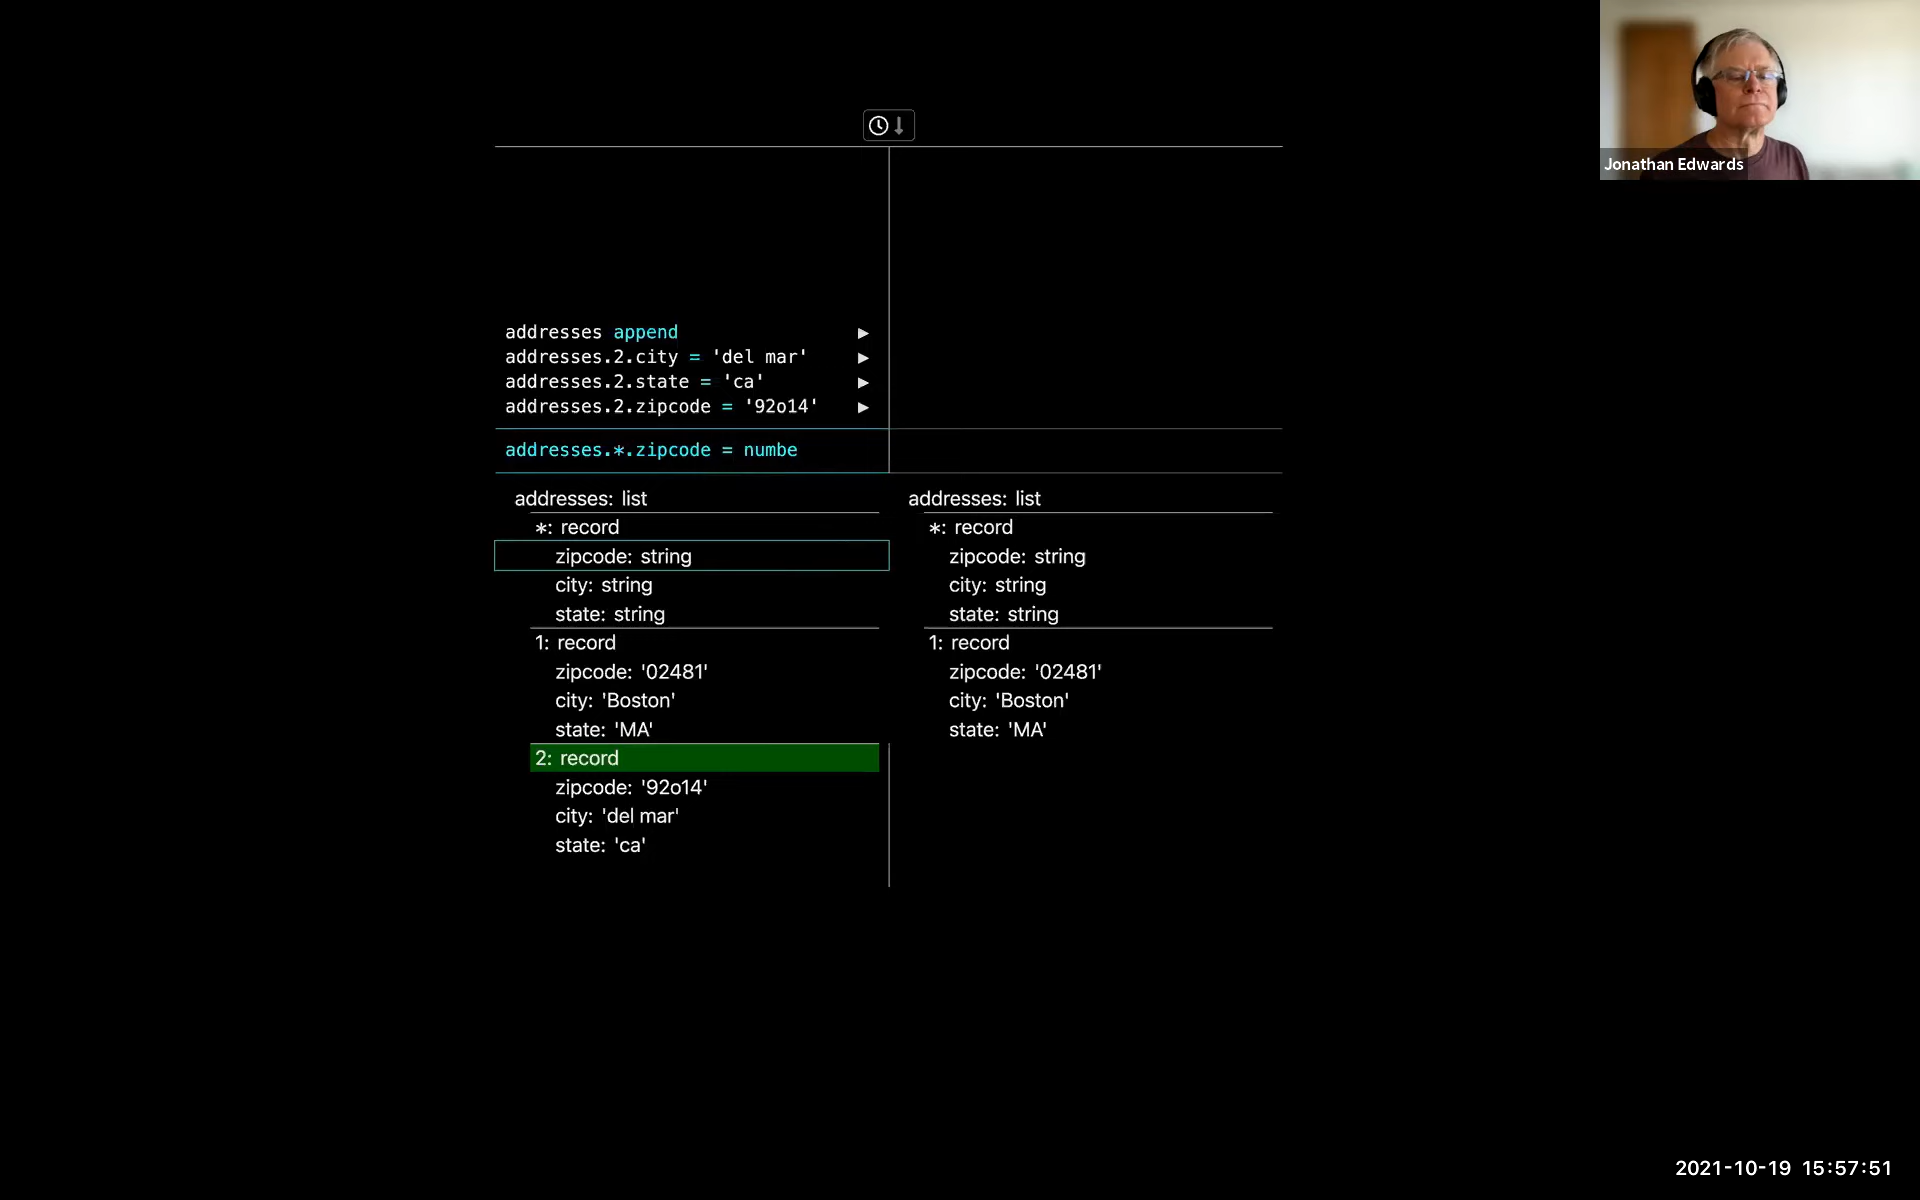 Jonathan Edwards
addresses append
addresses.2.city = 'del mar'
addresses.2.state = 'ca'
addresses.2.zipcode = '92o14'
addresses.*.zipcode = numbe
addresses: list
*: record
zipcode: string
city: string
state: string
1: record
zipcode: '02481'
city: 'Boston'
state: 'MA'
2: record
zipcode: '92o14'
city: 'del mar'
state: 'ca'
addresses: list
*: record
zipcode: string
city: string
state: string
1: record
zipcode: '02481'
city: 'Boston'
state: 'MA'
2021-10-19 15:57:51